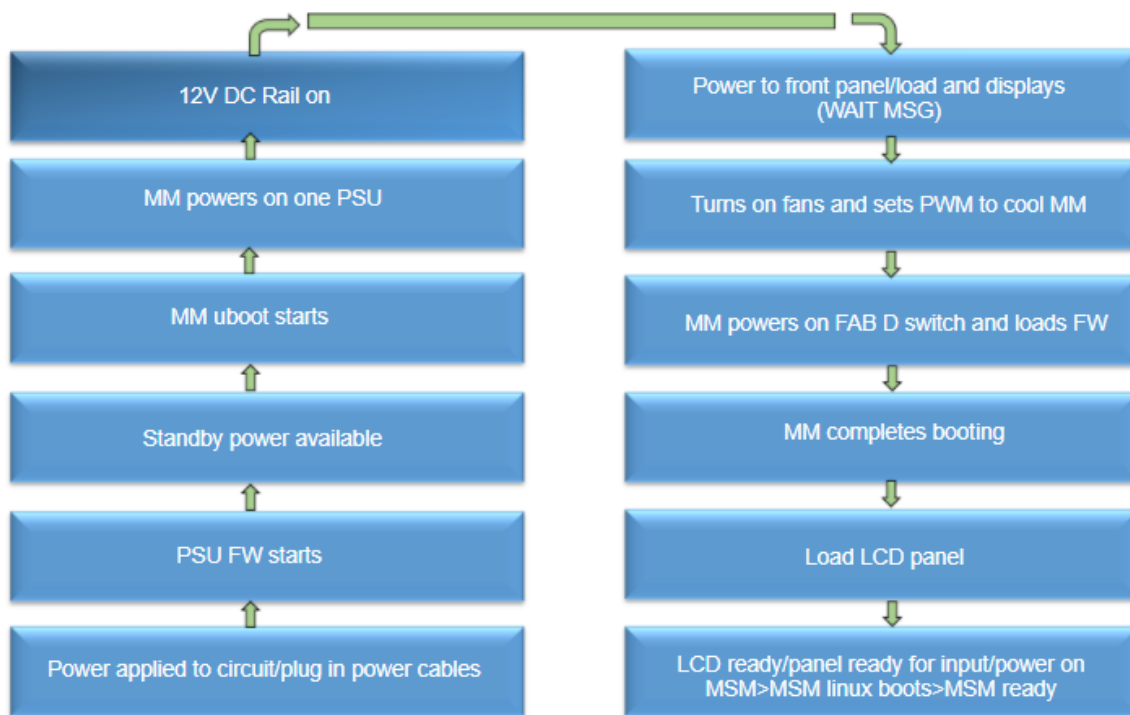 12V DC Rail on
MM powers on one PSU
MM uboot starts
Standby power available
PSU FW starts
Power applied to circuit/plug in power cables
Power to front panel/load and displays
(WAIT MSG)
Turns on fans and sets PWM to cool MM
MM powers on FAB D switch and loads FW
MM completes booting
Load LCD panel
LCD ready/panel ready for input/power on
MSM>MSM linux boots>MSM ready